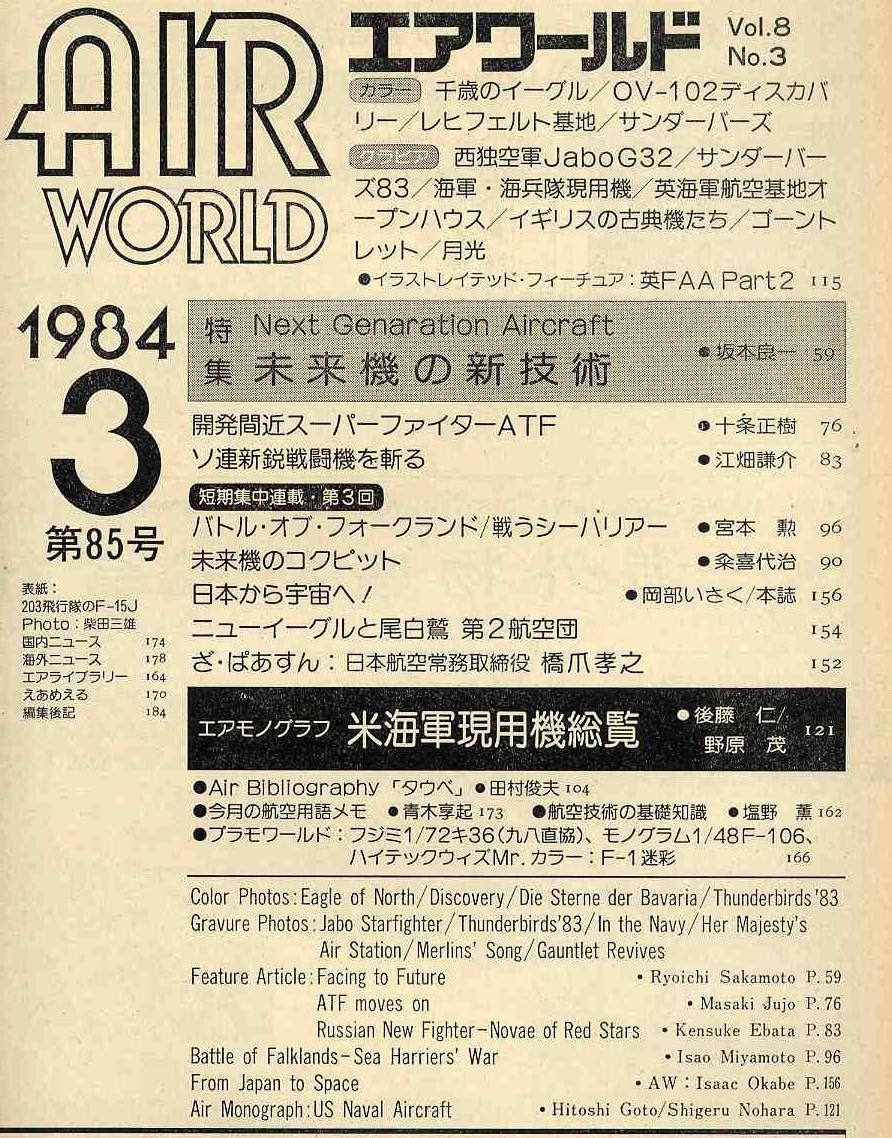 AIR
WORLD
エアワールド
Vol.8
No.3
カラー 千歳のイーグル／OV-102ディスカバ
リー／レヒフェルト基地／サンダーバーズ
グラビア 西独空軍JaboG32／サンダーバー
ズ83／海軍・海兵隊現用機／英海軍航空基地オ
ープンハウス／イギリスの古典機たち／ゴーント
レット／月光
●イラストレイテッド・フィーチュア：英FAA Part2 115
1984
3
第85号
表紙：
203飛行隊のF-15J
Photo：柴田三雄
国内ニュース 174
海外ニュース 178
エアライブラリー 164
えあめえる 170
編集後記 184
特集 Next Genaration Aircraft
未来機の新技術 ●坂本良一 59
開発間近スーパーファイターATF ●十条正樹 76
ソ連新鋭戦闘機を斬る ●江畑謙介 83
短期集中連載・第3回
バトル・オブ・フォークランド/戦うシーハリアー ●宮本 勲 96
未来機のコクピット ●粂喜代治 90
日本から宇宙へ！ ●岡部いさく/本誌 156
ニューイーグルと尾白鷲 第2航空団 154
ざ・ぱあすん：日本航空常務取締役 橋爪孝之 152
エアモノグラフ 米海軍現用機総覧 ●後藤 仁/
野原 茂 121
●Air Bibliography「タウベ」●田村俊夫 104
●今月の航空用語メモ ●青木享起 173 ●航空技術の基礎知識 ●塩野 薫 162
●プラモワールド：フジミ1/72キ36(九八直協)、モノグラム1/48F-106、
ハイテックウィズMr.カラー：F-1迷彩 166
Color Photos:Eagle of North/Discovery/Die Sterne der Bavaria/Thunderbirds'83
Gravure Photos:Jabo Starfighter/Thunderbirds'83/In the Navy/Her Majesty's
Air Station/Merlins' Song/Gauntlet Revives
Feature Article:Facing to Future •Ryoichi Sakamoto P.59
ATF moves on •Masaki Jujo P.76
Russian New Fighter-Novae of Red Stars •Kensuke Ebata P.83
Battle of Falklands-Sea Harriers' War •Isao Miyamoto P.96
From Japan to Space •AW：Isaac Okabe P.156
Air Monograph:US Naval Aircraft •Hitoshi Goto/Shigeru Nohara P.121